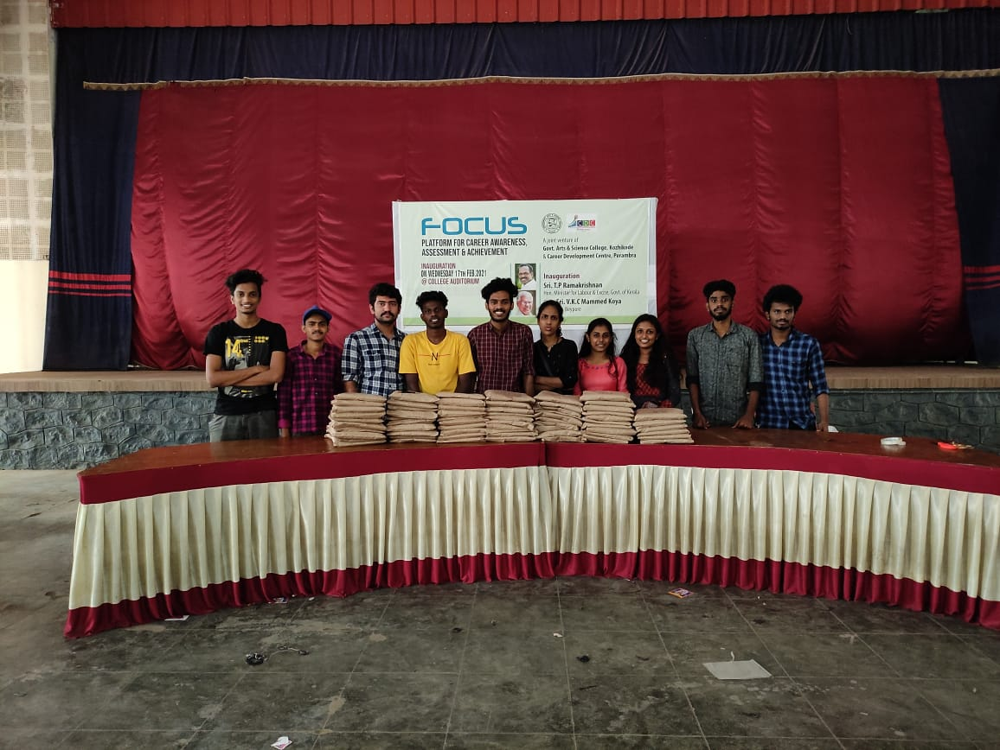 FOCUS
PLATFORM FOR CAREER AWARENESS,
ASSESSMENT & ACHIEVEMENT
INAUGURATION
ON WEDNESDAY 17TH FEB.2021
@ COLLEGE AUDITORIUM
CDC
A joint venture of
Govt. Arts & Science College, Kozhikode
& Career Development Centre, Perambra
Inauguration
Sri. T.P Ramakrishnan
Hon. Minister for Labour & Excise, Govt. of Kerala
Sri. V.K.C Mammed Koya
Beypore
14
N